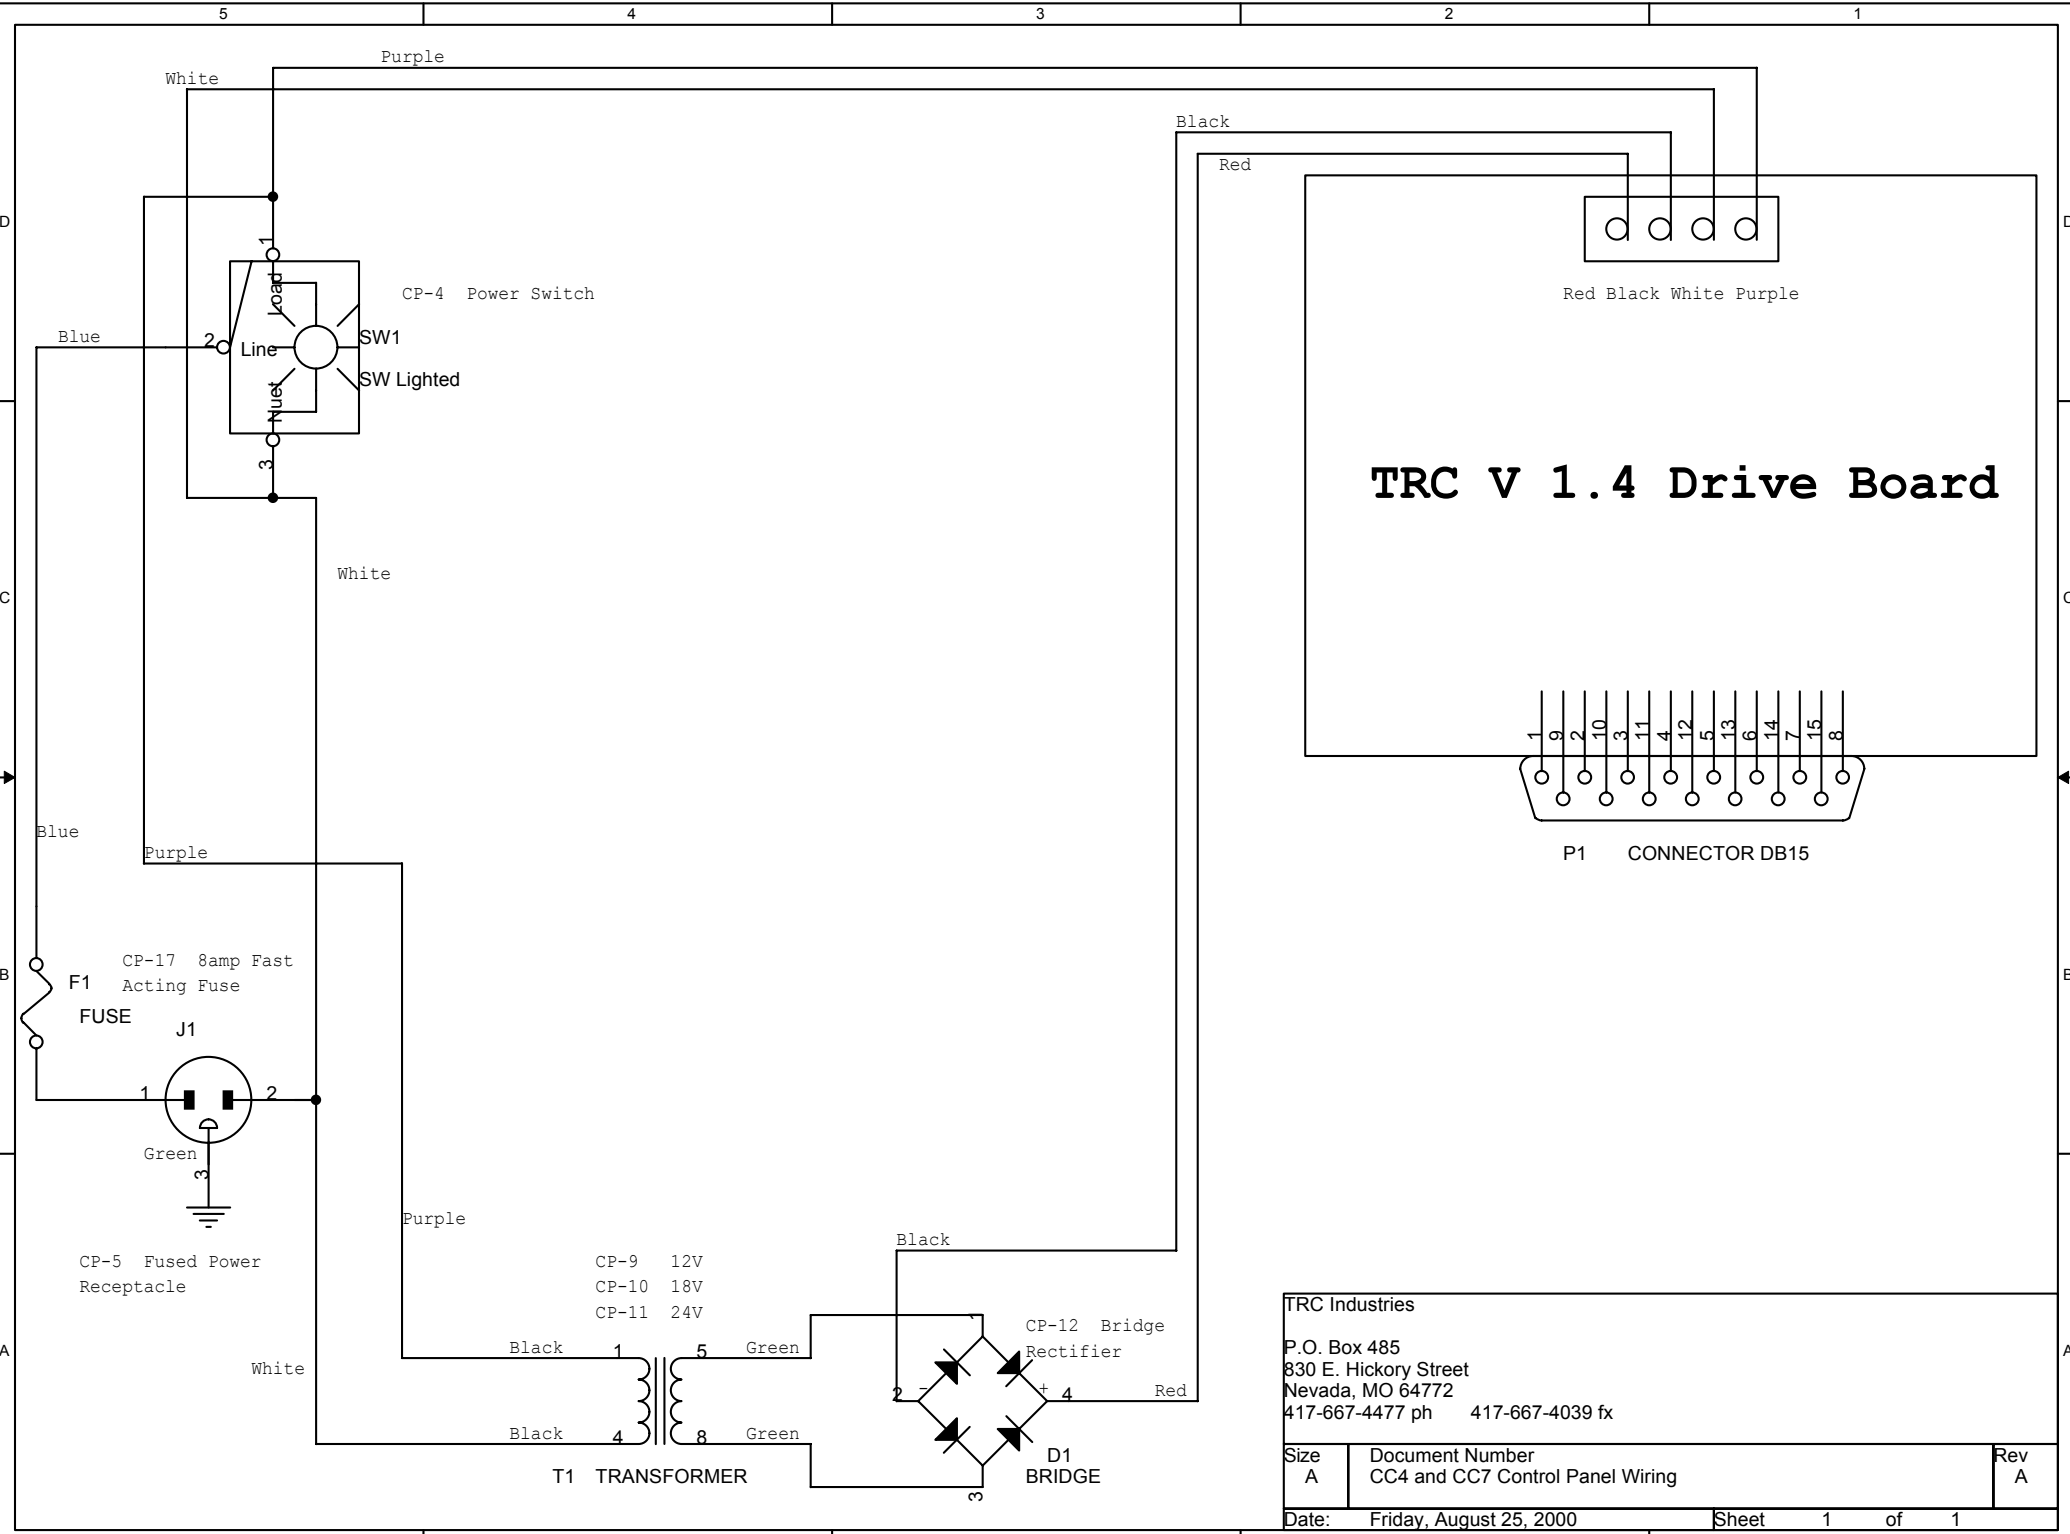 5 4 3 2 1
Purple
White
Black
Red
D D
1
Load
CP-4 Power Switch
Red Black White Purple
Blue
2
Line
SW1
SW Lighted
Nuet
3
TRC V 1.4 Drive Board
White
C C
1 9 2 10 3 11 4 12 5 13 6 14 7 15 8
Blue
Purple
P1 CONNECTOR DB15
CP-17 8amp Fast
Acting Fuse
B B
F1
FUSE
J1
1 2
Green
3
Purple
CP-5 Fused Power
Receptacle
Black
CP-9 12V
CP-10 18V
CP-11 24V
1
CP-12 Bridge
Rectifier
A A
Black 1 5 Green
White
2 - + 4 Red
Black 4 8 Green
T1 TRANSFORMER
D1
BRIDGE
3
TRC Industries
P.O. Box 485
830 E. Hickory Street
Nevada, MO 64772
417-667-4477 ph 417-667-4039 fx
Size Document Number Rev
A CC4 and CC7 Control Panel Wiring A
Date: Friday, August 25, 2000 Sheet 1 of 1